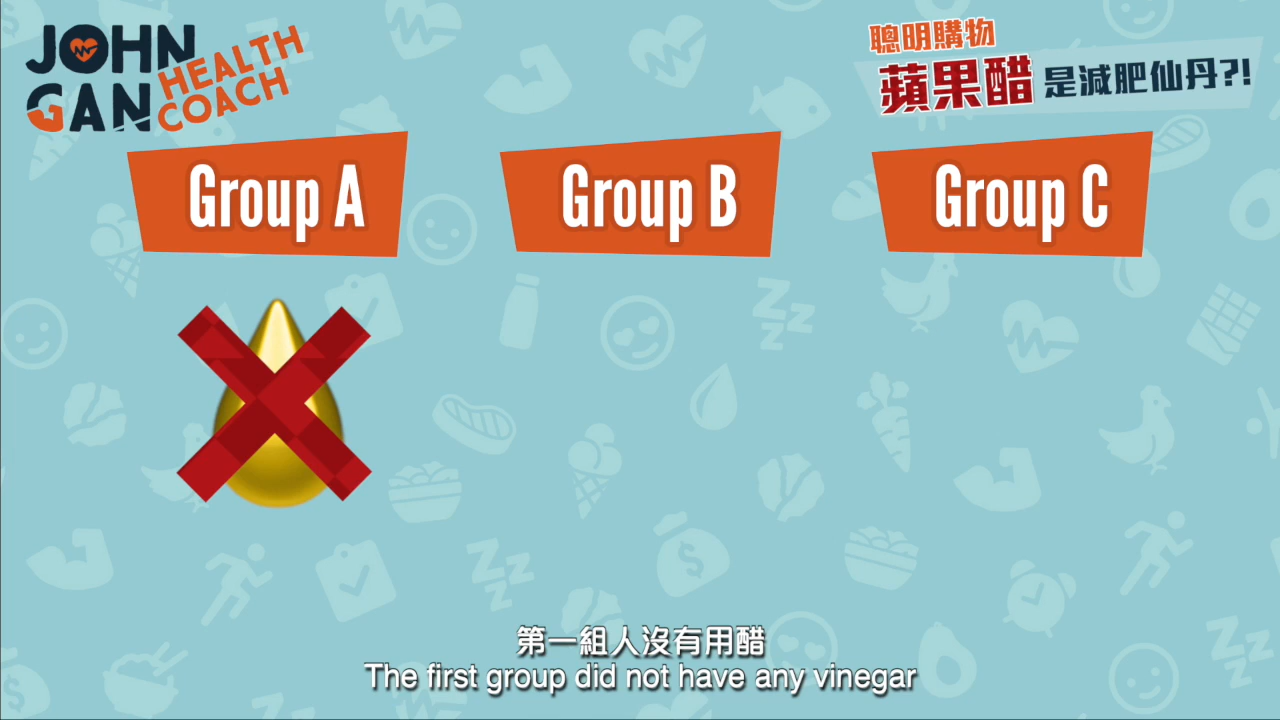 JOHN
GAN
HEALTH
COACH
聰明購物
蘋果醋是減肥仙丹?!
Group A
Group B
Group C
第一組人沒有用醋
The first group did not have any vinegar